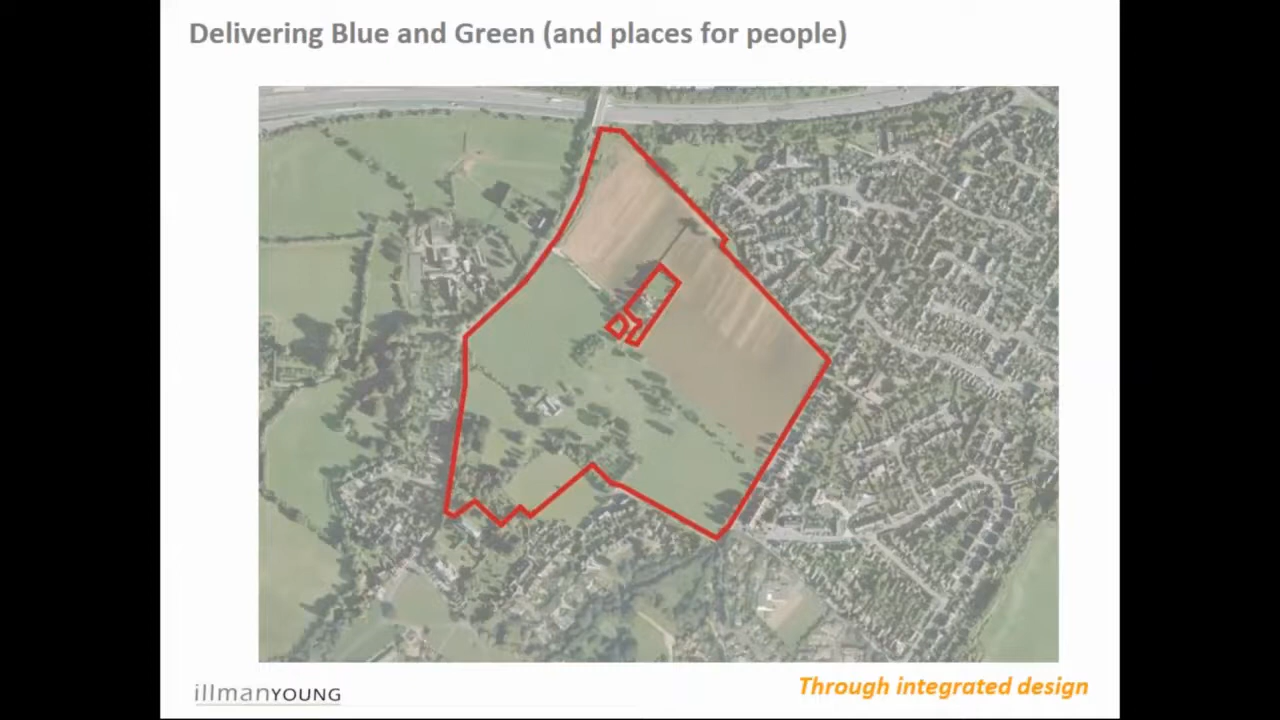 Delivering Blue and Green (and places for people)
illmanYOUNG
Through integrated design